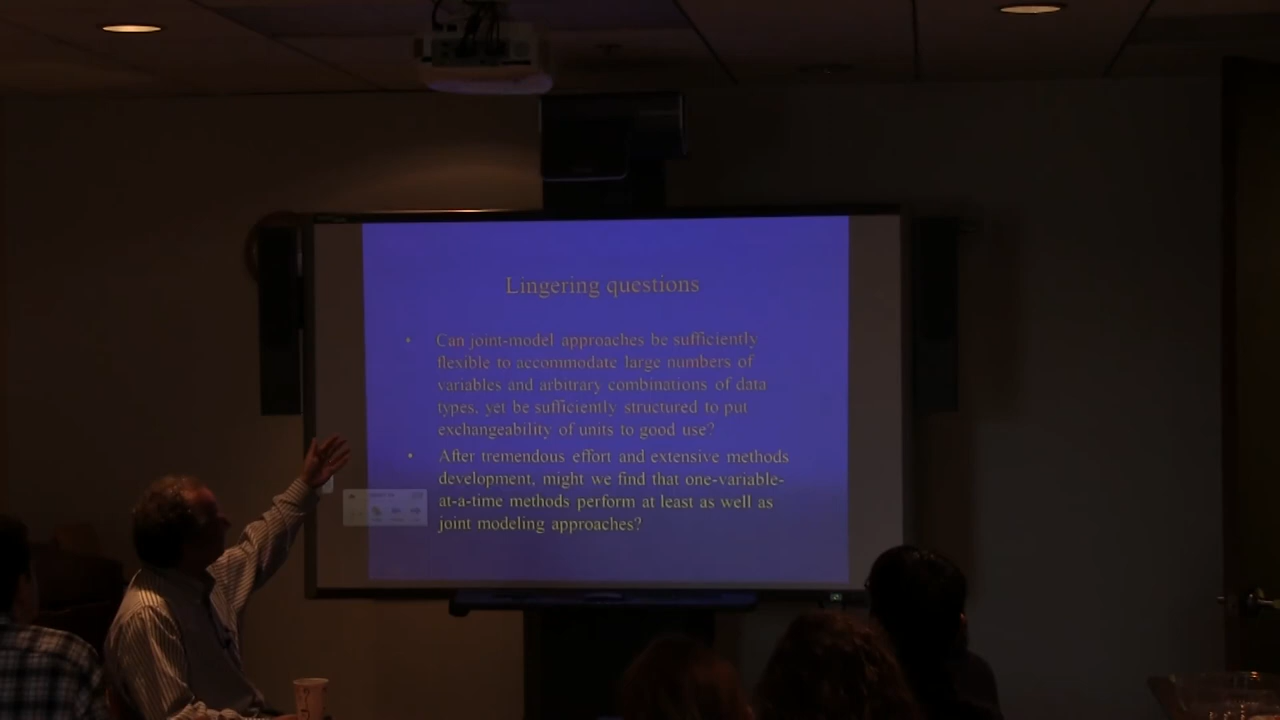 Lingering questions
• Can joint-model approaches be sufficiently
flexible to accommodate large numbers of
variables and arbitrary combinations of data
types, yet be sufficiently structured to put
exchangeability of units to good use?
• After tremendous effort and extensive methods
development, might we find that one-variable-
at-a-time methods perform at least as well as
joint modeling approaches?